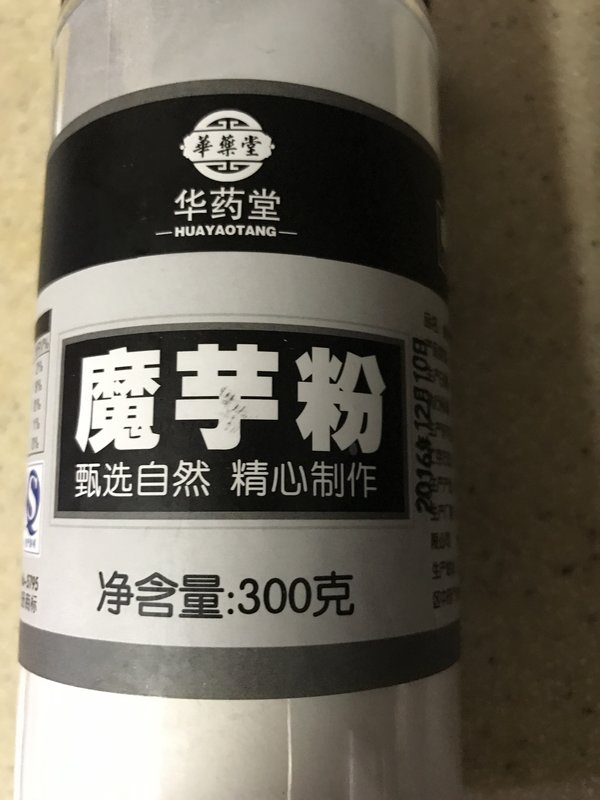 華藥堂
华药堂
HUAYAOTANG
魔芋粉
甄选自然 精心制作
净含量:300克
2016年12月10日